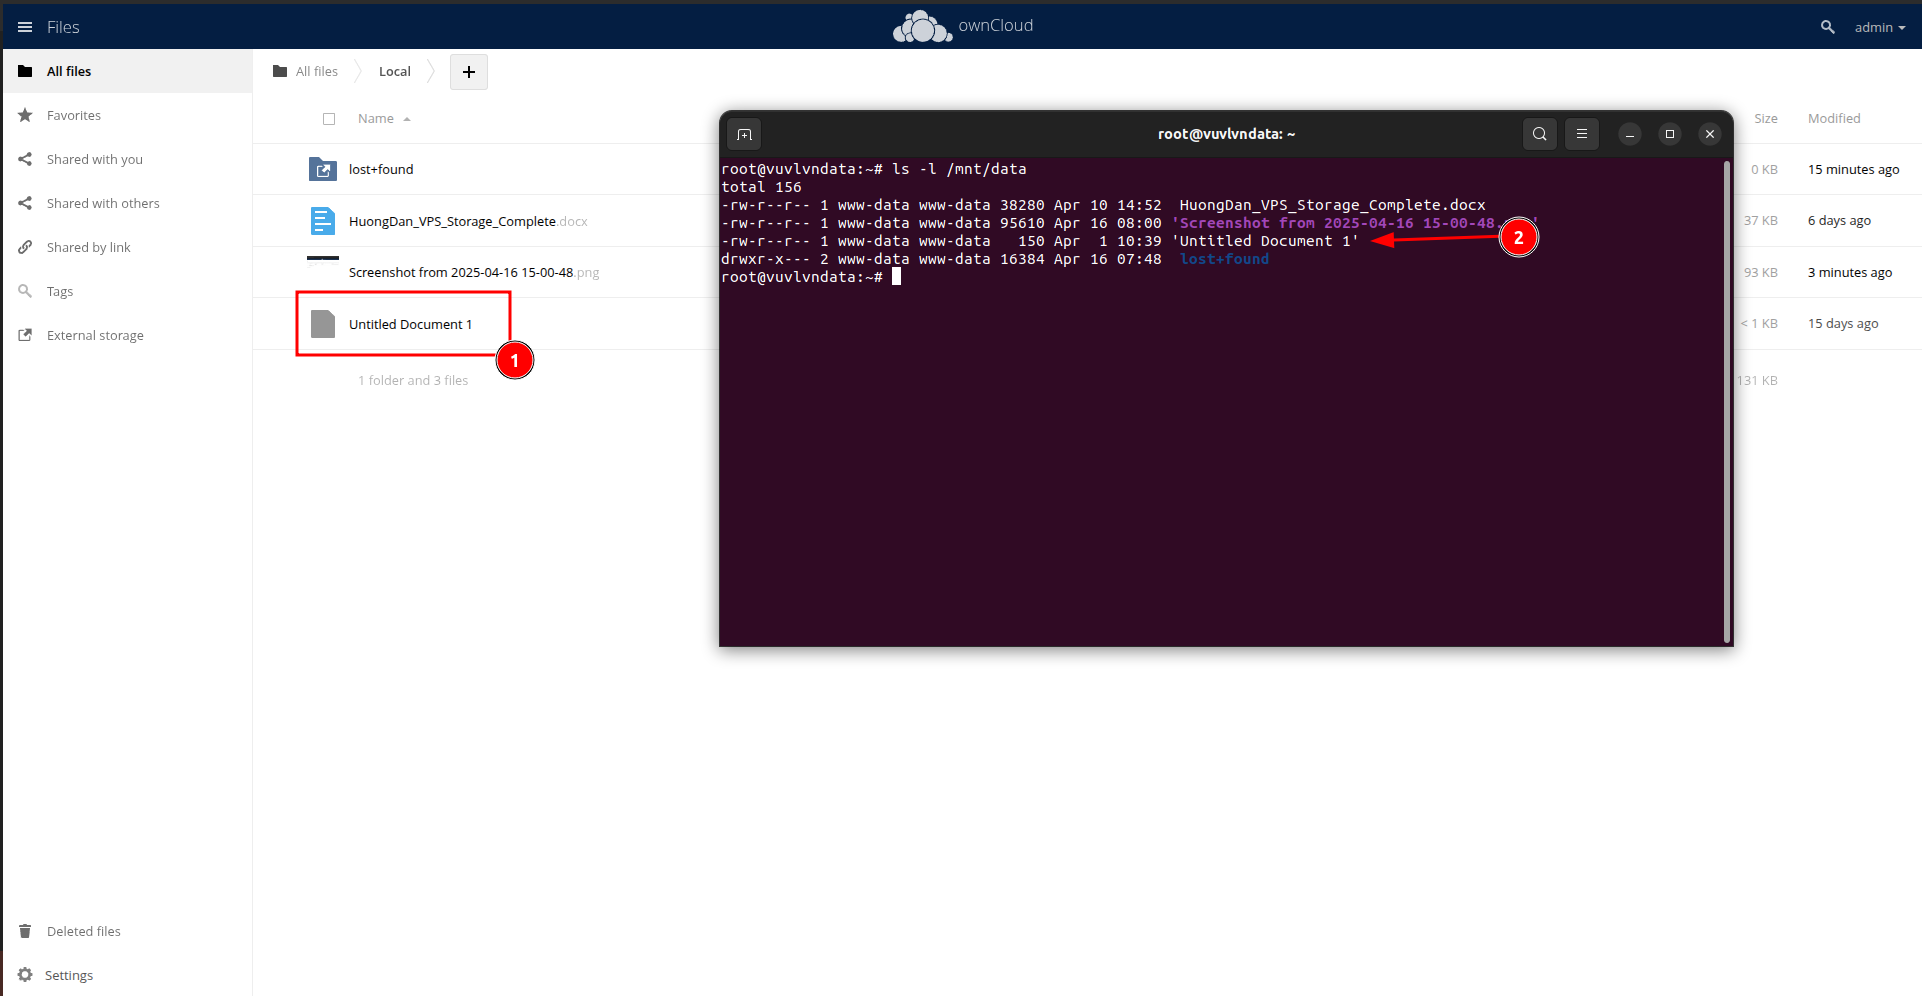 Files
ownCloud
admin
All files
Favorites
Shared with you
Shared with others
Shared by link
Tags
External storage
Deleted files
Settings
All files Local +
Name Size Modified
lost+found 0 KB 15 minutes ago
HuongDan_VPS_Storage_Complete.docx 37 KB 6 days ago
Screenshot from 2025-04-16 15-00-48.png 93 KB 3 minutes ago
Untitled Document 1 < 1 KB 15 days ago
1 folder and 3 files 131 KB
1
root@vuvlvndata: ~
root@vuvlvndata:~# ls -l /mnt/data
total 156
-rw-r--r-- 1 www-data www-data 38280 Apr 10 14:52  HuongDan_VPS_Storage_Complete.docx
-rw-r--r-- 1 www-data www-data 95610 Apr 16 08:00 'Screenshot from 2025-04-16 15-00-48.
-rw-r--r-- 1 www-data www-data   150 Apr  1 10:39 'Untitled Document 1'
drwxr-x--- 2 www-data www-data 16384 Apr 16 07:48  lost+found
root@vuvlvndata:~#
2